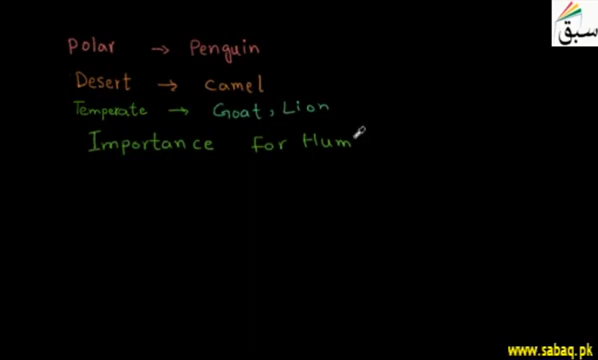 سبق
Polar → Penguin
Desert → Camel
Temperate → Goat, Lion
Importance for Hum
www.sabaq.pk